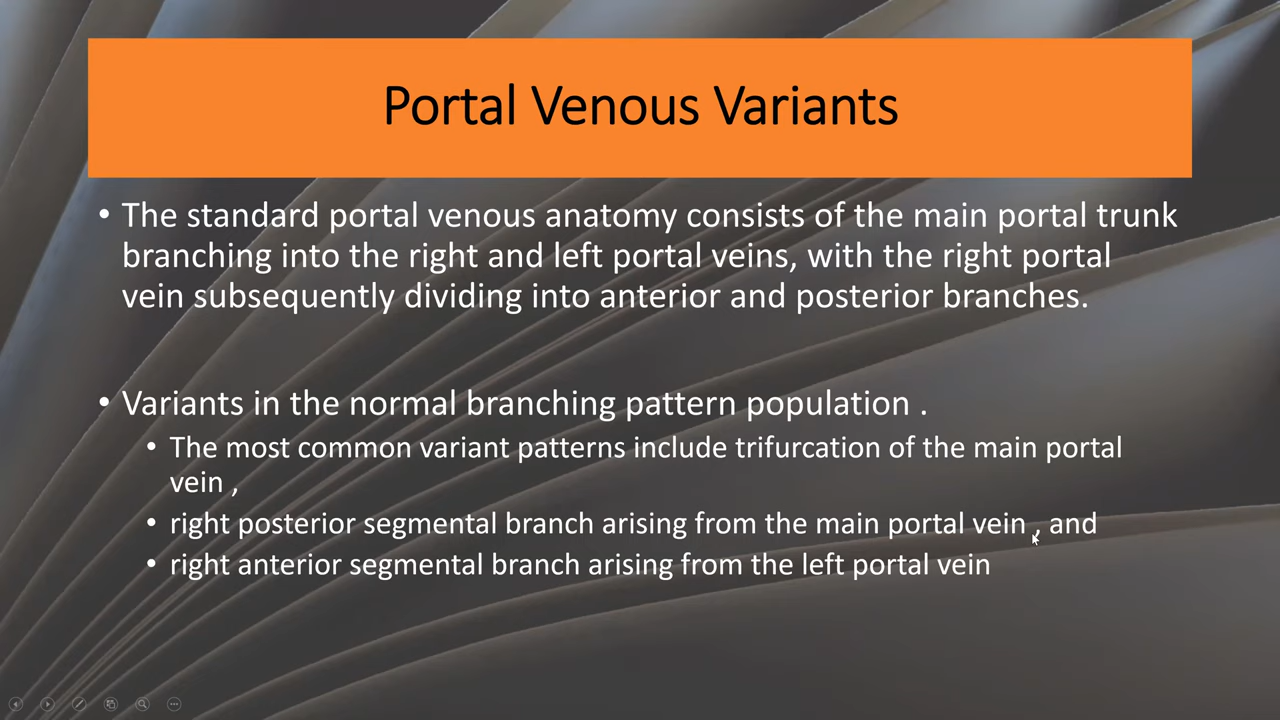 Portal Venous Variants
• The standard portal venous anatomy consists of the main portal trunk
branching into the right and left portal veins, with the right portal
vein subsequently dividing into anterior and posterior branches.
• Variants in the normal branching pattern population .
• The most common variant patterns include trifurcation of the main portal
vein ,
• right posterior segmental branch arising from the main portal vein , and
• right anterior segmental branch arising from the left portal vein